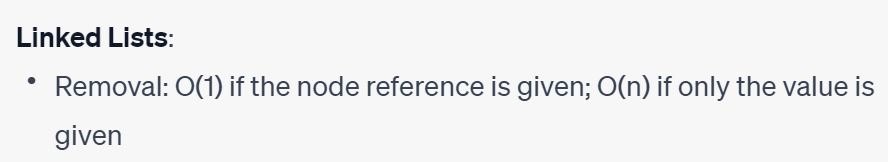 Linked Lists:
• Removal: O(1) if the node reference is given; O(n) if only the value is
given